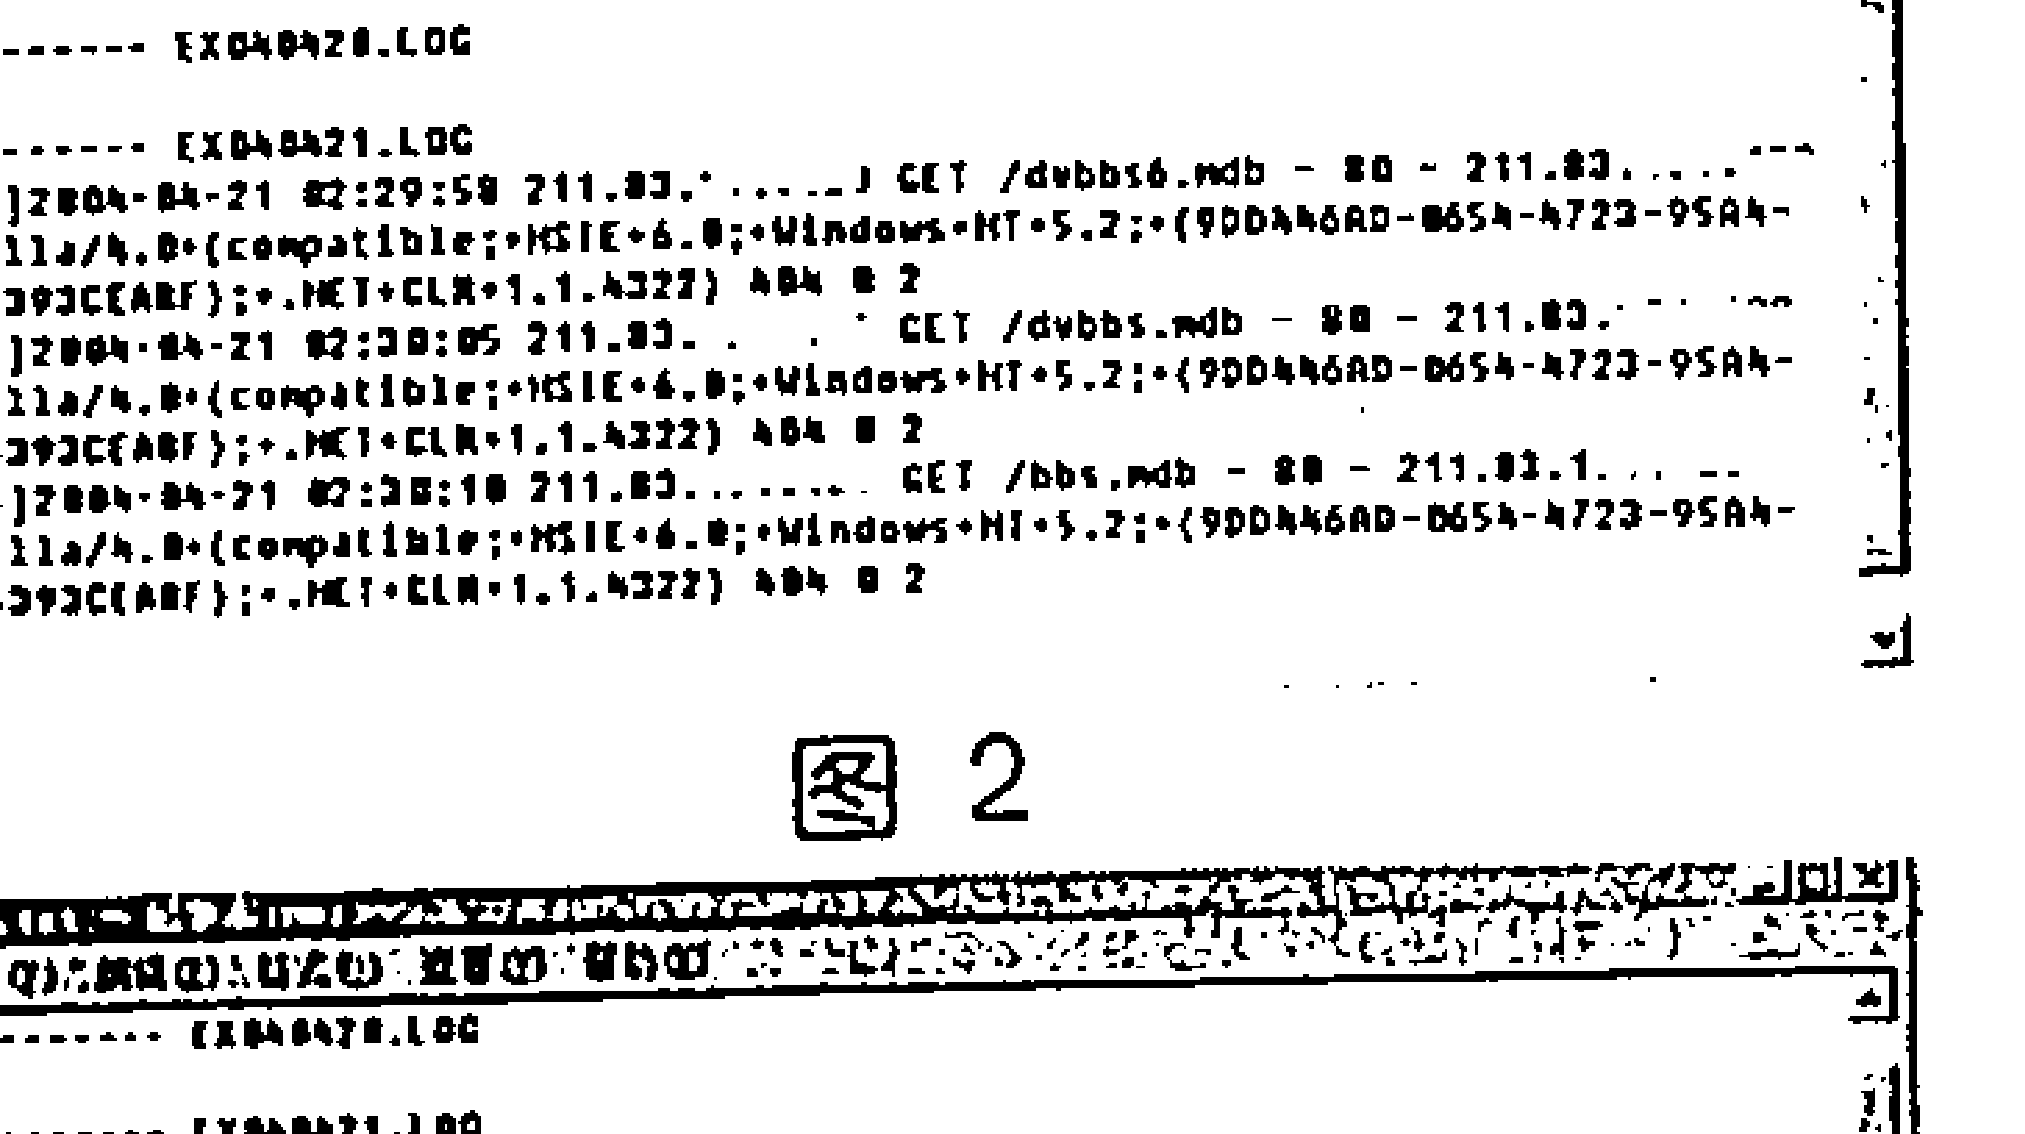 ------ EX040420.LOG
------ EX040421.LOG
]2004-04-21 02:29:58 211.83. GET /dvbbs6.mdb - 80 - 211.83.
lla/4.0+(compatible;+MSIE+6.0;+Windows+NT+5.2;+{9DD446AD-0654-4723-95A4-
393CEABF};+.NET+CLR+1.1.4322) 404 0 2
]2004-04-21 02:30:05 211.83. GET /dvbbs.mdb - 80 - 211.83.
lla/4.0+(compatible;+MSIE+6.0;+Windows+NT+5.2;+{9DD446AD-0654-4723-95A4-
393CEABF};+.NET+CLR+1.1.4322) 404 0 2
]2004-04-21 02:30:10 211.83. GET /bbs.mdb - 80 - 211.83.1.
lla/4.0+(compatible;+MSIE+6.0;+Windows+NT+5.2;+{9DD446AD-0654-4723-95A4-
393CEABF};+.NET+CLR+1.1.4322) 404 0 2
图 2
------- EX040420.LOG
------- EX040421.LOG